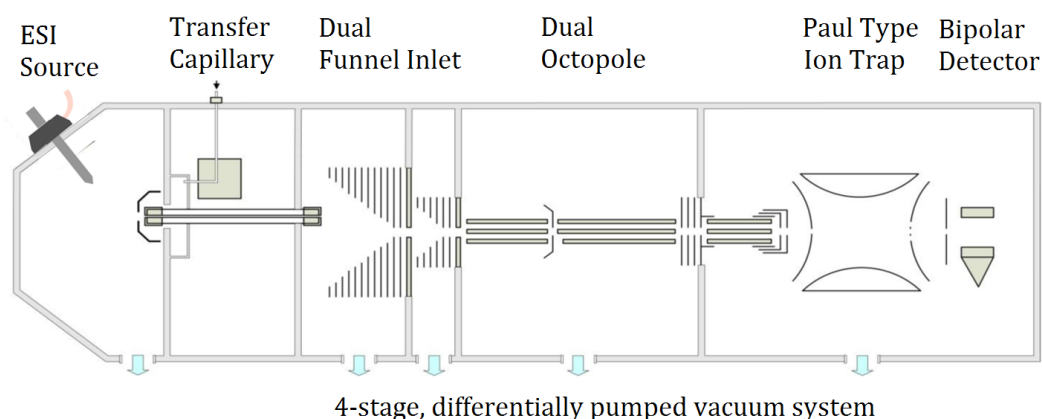 ESI
Source
Transfer
Capillary
Dual
Funnel Inlet
Dual
Octopole
Paul Type
Ion Trap
Bipolar
Detector
4-stage, differentially pumped vacuum system